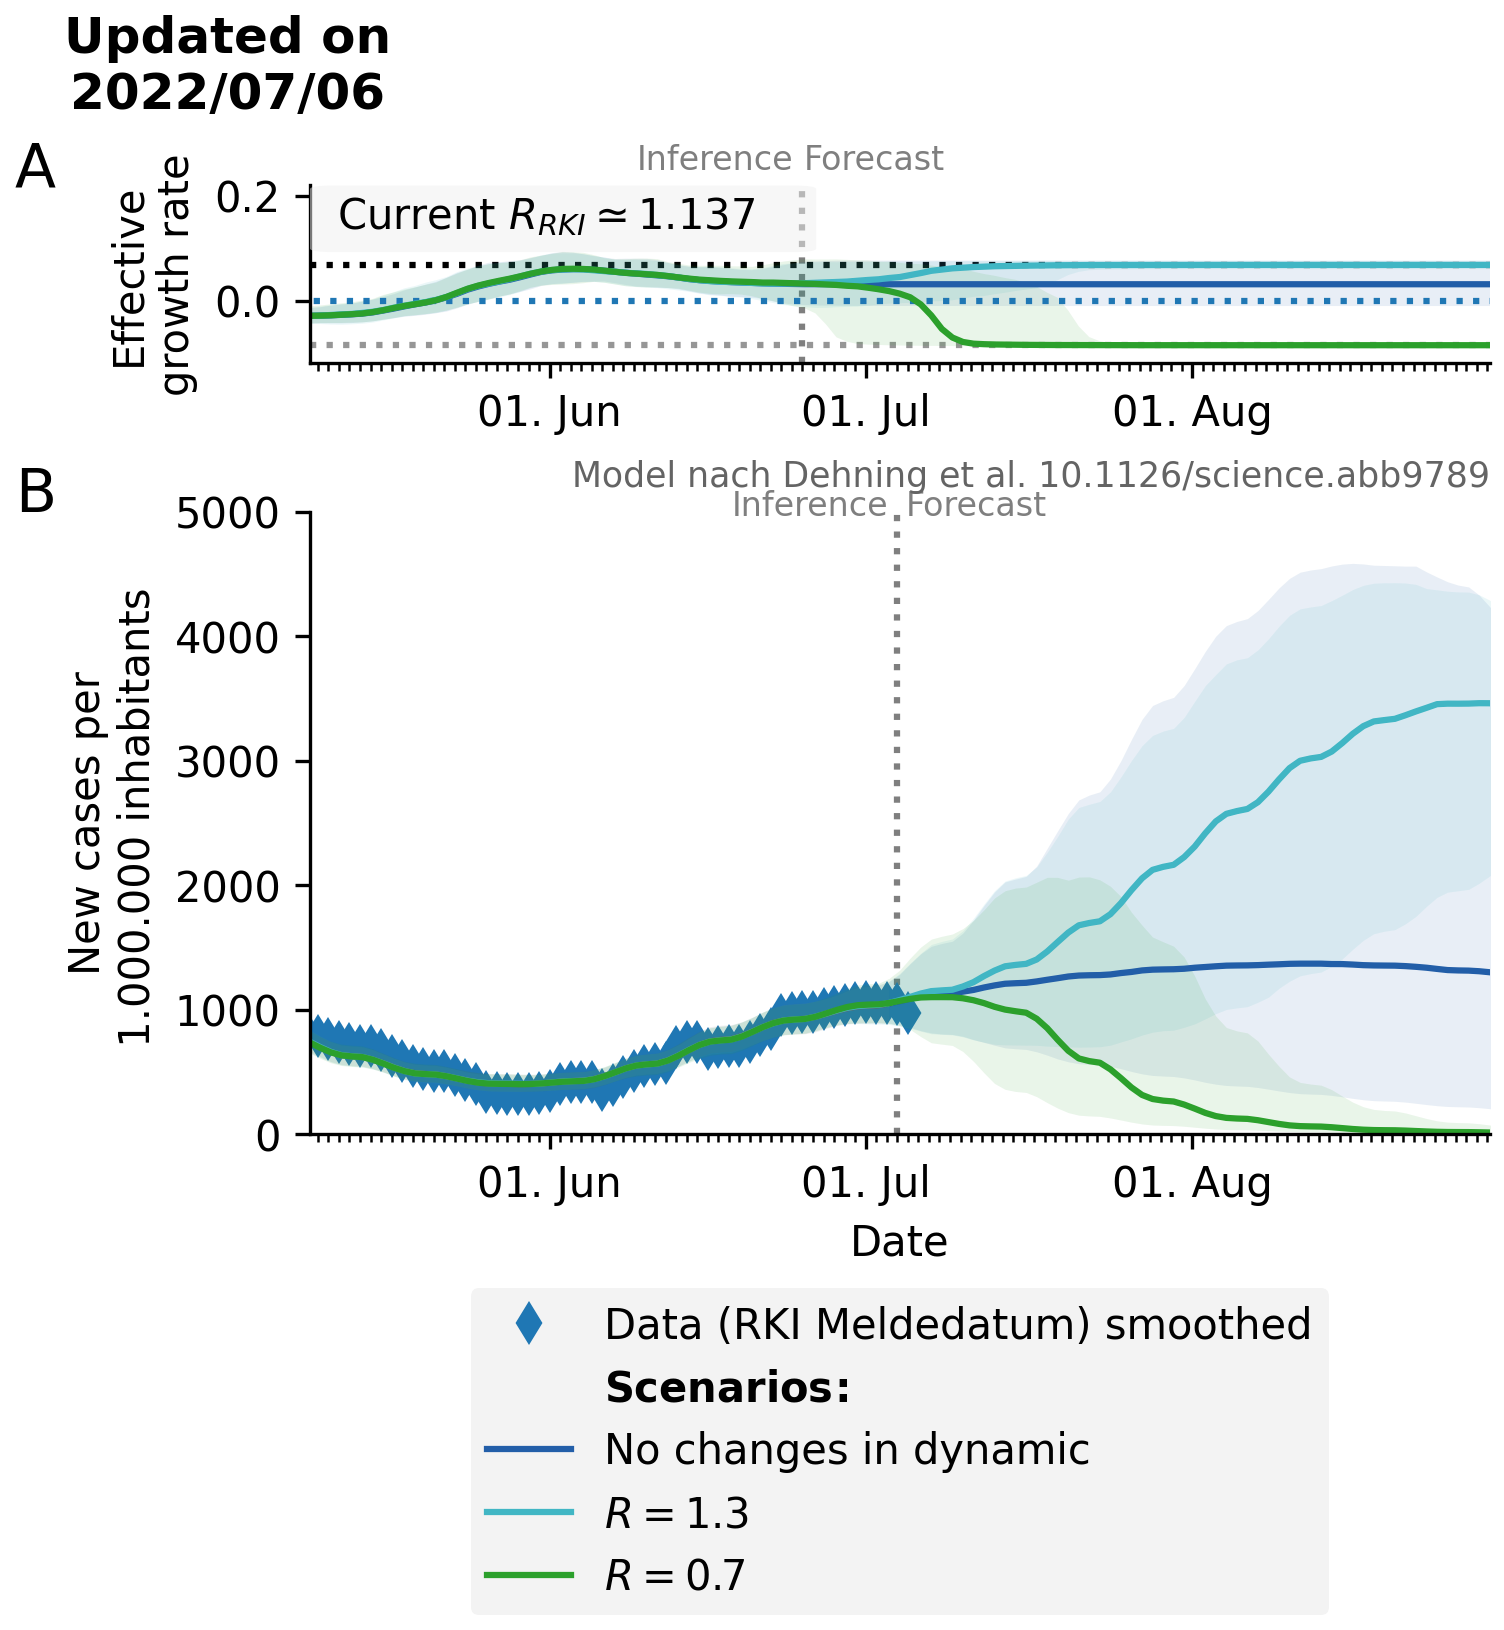 Updated on
2022/07/06
A
Inference Forecast
Effective
growth rate
0.2
0.0
Current R_RKI ≃ 1.137
01. Jun
01. Jul
01. Aug
B
Model nach Dehning et al. 10.1126/science.abb9789
Inference Forecast
New cases per
1.000.000 inhabitants
5000
4000
3000
2000
1000
0
01. Jun
01. Jul
01. Aug
Date
Data (RKI Meldedatum) smoothed
Scenarios:
No changes in dynamic
R = 1.3
R = 0.7